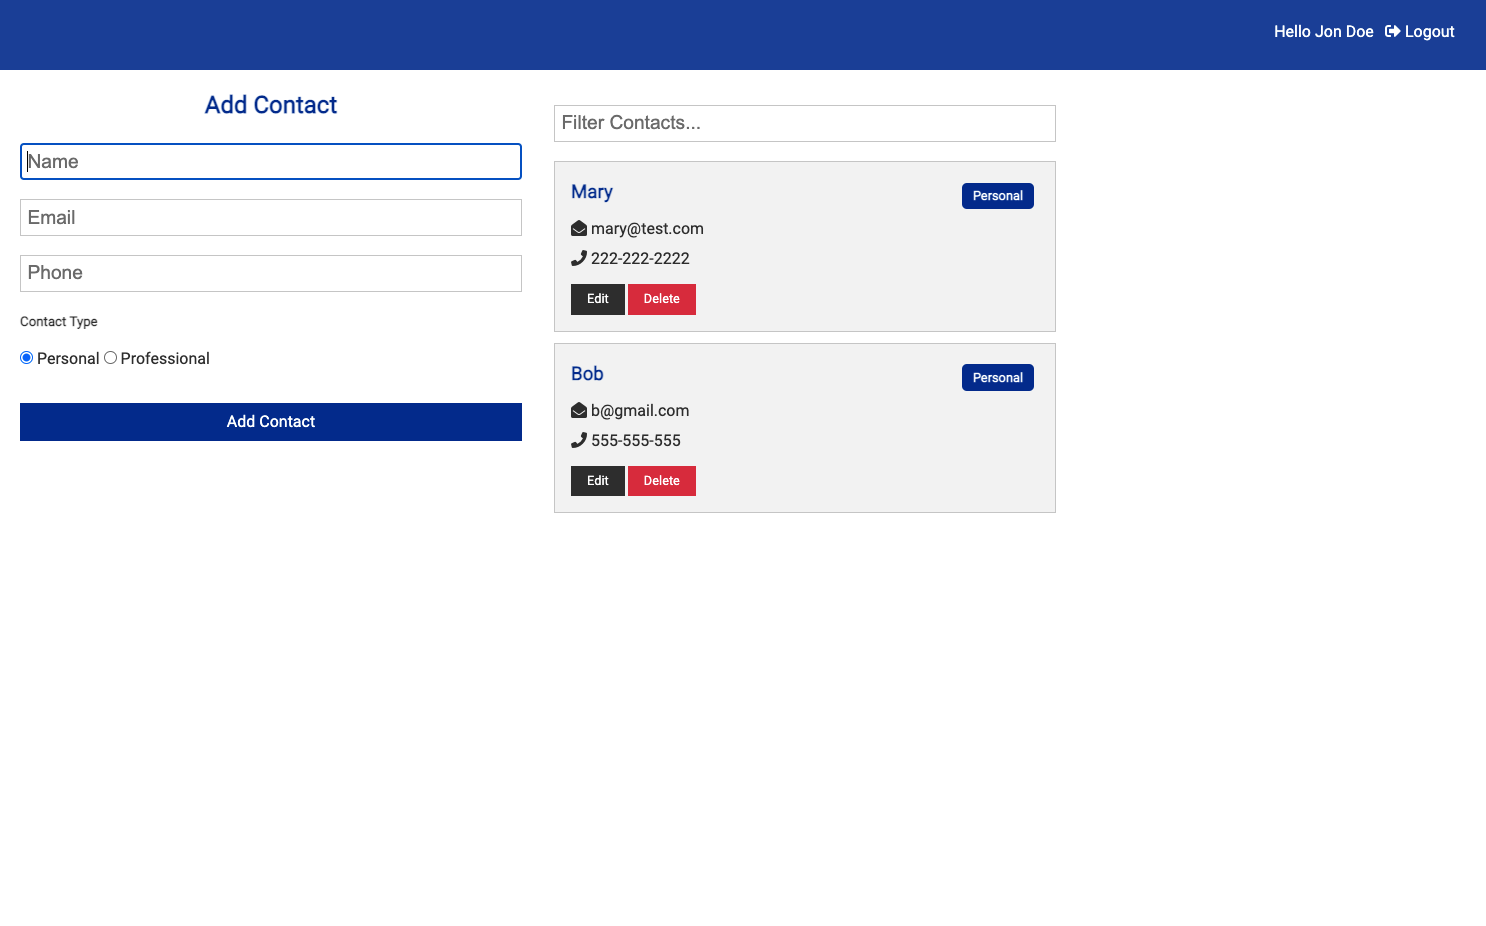 Hello Jon Doe Logout
Add Contact
Name
Email
Phone
Contact Type
Personal Professional
Add Contact
Filter Contacts...
Mary
Personal
mary@test.com
222-222-2222
Edit Delete
Bob
Personal
b@gmail.com
555-555-555
Edit Delete